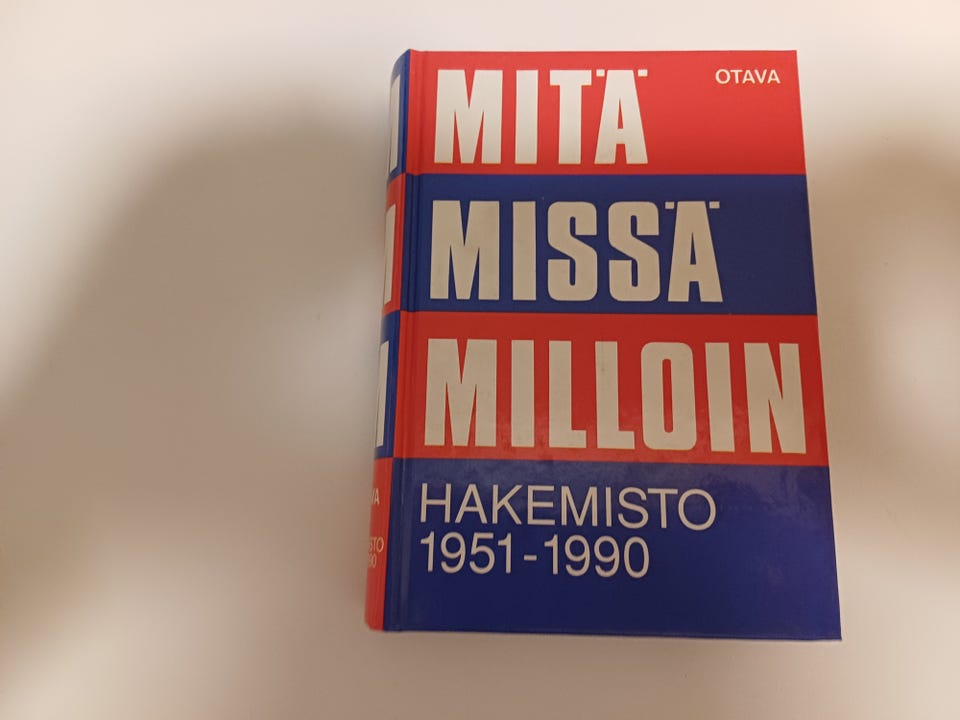 OTAVA
MITÄ
MISSÄ
MILLOIN
HAKEMISTO
1951-1990